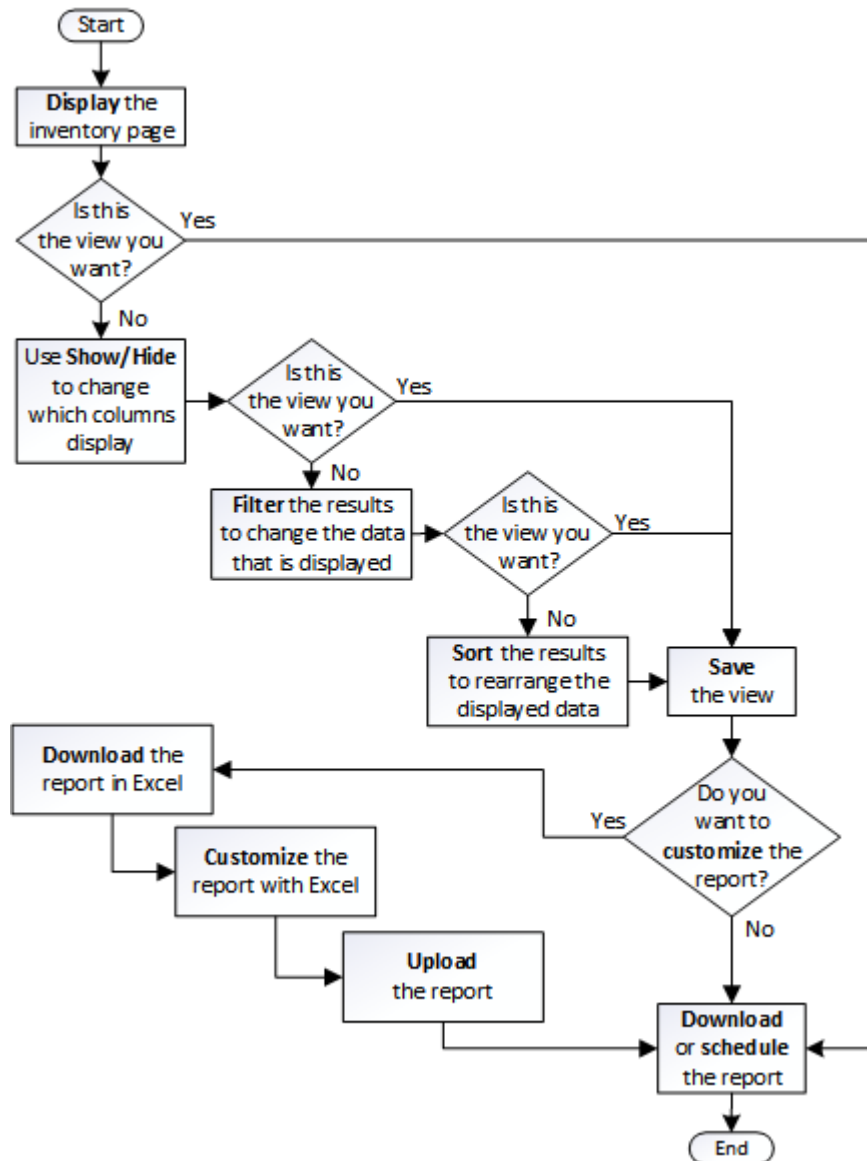 Start
Display the
inventory page
Is this
the view you
want?
Yes
No
Use Show/Hide
to change
which columns
display
Is this
the view you
want?
Yes
No
Filter the results
to change the data
that is displayed
Is this
the view you
want?
Yes
No
Sort the results
to rearrange the
displayed data
Save
the view
Do you
want to
customize the
report?
Yes
No
Download the
report in Excel
Customize the
report with Excel
Upload
the report
Download
or schedule
the report
End